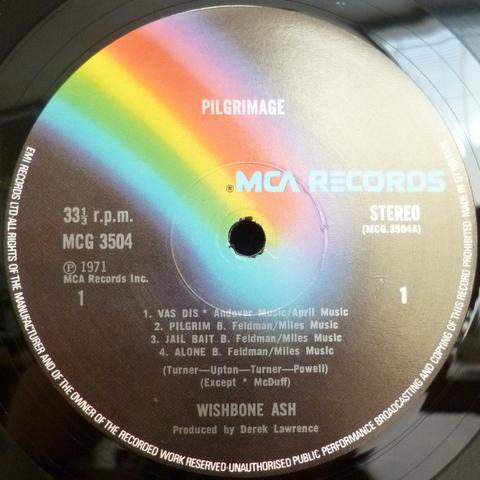 PILGRIMAGE
® MCA RECORDS
33⅓ r.p.m.
STEREO
MCG 3504
(MCG.3504A)
Ⓟ 1971
MCA Records Inc.
1
1
1. VAS DIS * Andover Music/April Music
2. PILGRIM B. Feldman/Miles Music
3. JAIL BAIT B. Feldman/Miles Music
4. ALONE B. Feldman/Miles Music
(Turner—Upton—Turner—Powell)
(Except * McDuff)
WISHBONE ASH
Produced by Derek Lawrence
EMI RECORDS LTD·ALL RIGHTS OF THE MANUFACTURER AND OF THE OWNER OF THE RECORDED WORK RESERVED·UNAUTHORISED PUBLIC PERFORMANCE BROADCASTING AND COPYING OF THIS RECORD PROHIBITED MADE IN